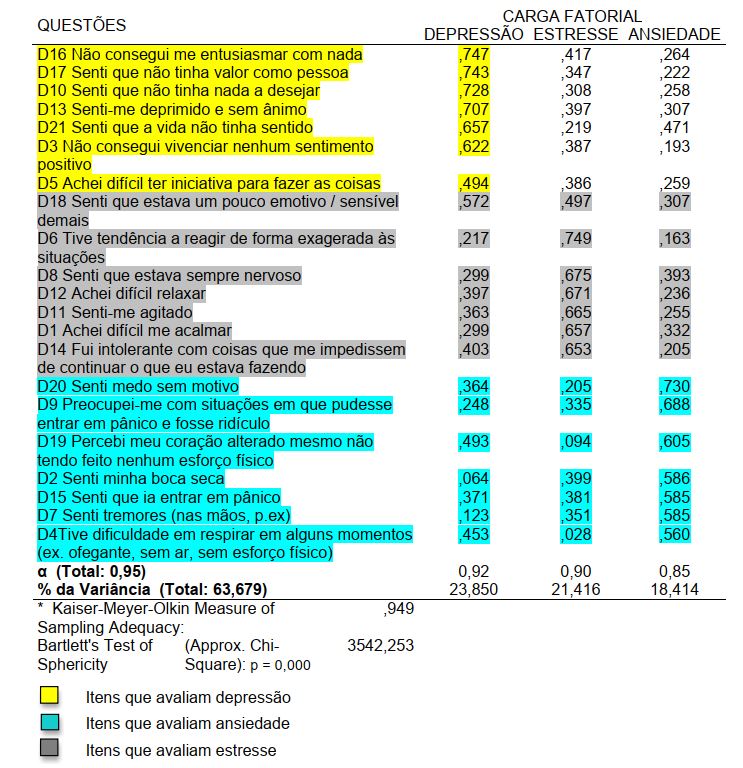 QUESTÕES CARGA FATORIAL
DEPRESSÃO ESTRESSE ANSIEDADE
D16 Não consegui me entusiasmar com nada ,747 ,417 ,264
D17 Senti que não tinha valor como pessoa ,743 ,347 ,222
D10 Senti que não tinha nada a desejar ,728 ,308 ,258
D13 Senti-me deprimido e sem ânimo ,707 ,397 ,307
D21 Senti que a vida não tinha sentido ,657 ,219 ,471
D3 Não consegui vivenciar nenhum sentimento ,622 ,387 ,193
positivo
D5 Achei difícil ter iniciativa para fazer as coisas ,494 ,386 ,259
D18 Senti que estava um pouco emotivo / sensível ,572 ,497 ,307
demais
D6 Tive tendência a reagir de forma exagerada às ,217 ,749 ,163
situações
D8 Senti que estava sempre nervoso ,299 ,675 ,393
D12 Achei difícil relaxar ,397 ,671 ,236
D11 Senti-me agitado ,363 ,665 ,255
D1 Achei difícil me acalmar ,299 ,657 ,332
D14 Fui intolerante com coisas que me impedissem ,403 ,653 ,205
de continuar o que eu estava fazendo
D20 Senti medo sem motivo ,364 ,205 ,730
D9 Preocupei-me com situações em que pudesse ,248 ,335 ,688
entrar em pânico e fosse ridículo
D19 Percebi meu coração alterado mesmo não ,493 ,094 ,605
tendo feito nenhum esforço físico
D2 Senti minha boca seca ,064 ,399 ,586
D15 Senti que ia entrar em pânico ,371 ,381 ,585
D7 Senti tremores (nas mãos, p.ex) ,123 ,351 ,585
D4Tive dificuldade em respirar em alguns momentos ,453 ,028 ,560
(ex. ofegante, sem ar, sem esforço físico)
α (Total: 0,95) 0,92 0,90 0,85
% da Variância (Total: 63,679) 23,850 21,416 18,414
* Kaiser-Meyer-Olkin Measure of ,949
Sampling Adequacy:
Bartlett's Test of (Approx. Chi- 3542,253
Sphericity Square): p = 0,000
Itens que avaliam depressão
Itens que avaliam ansiedade
Itens que avaliam estresse